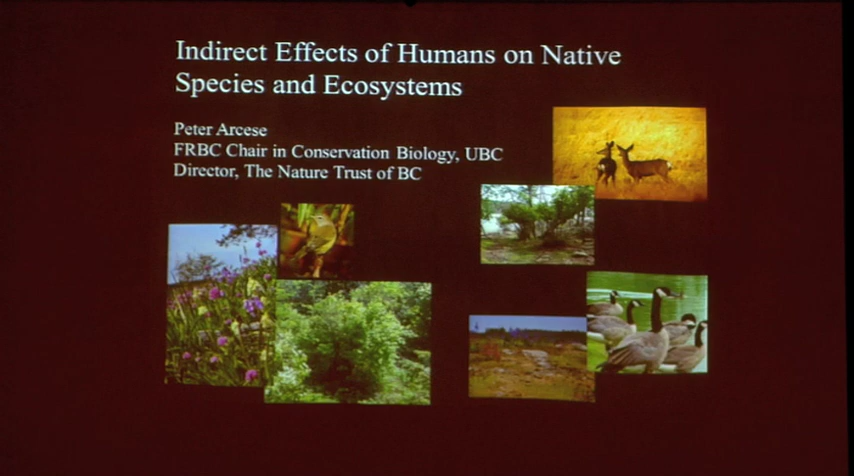 Indirect Effects of Humans on Native
Species and Ecosystems
Peter Arcese
FRBC Chair in Conservation Biology, UBC
Director, The Nature Trust of BC